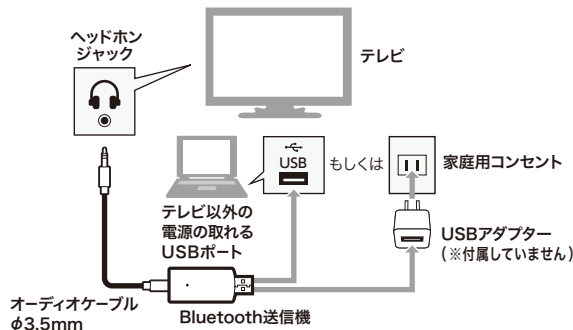 ヘッドホン
ジャック
テレビ
USB
もしくは
家庭用コンセント
テレビ以外の
電源の取れる
USBポート
USBアダプター
(※付属していません)
オーディオケーブル
φ3.5mm
Bluetooth送信機